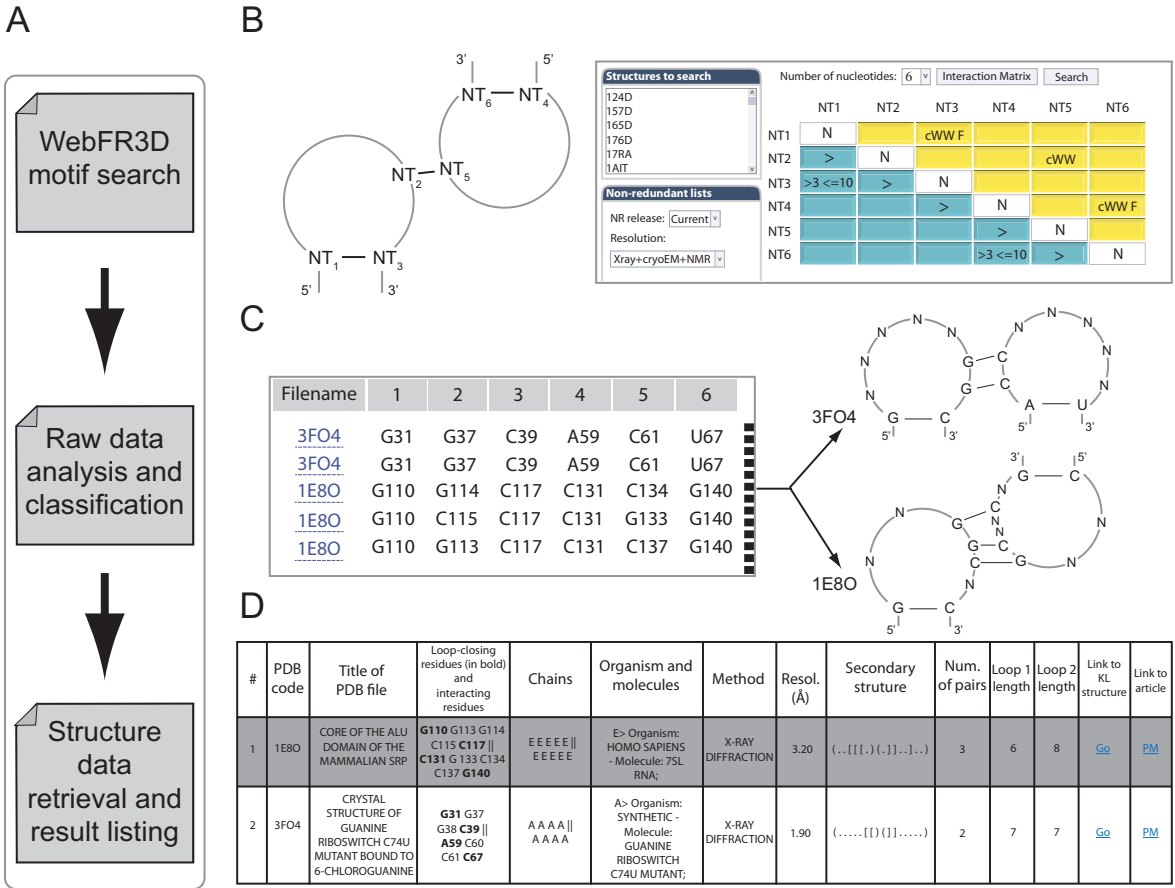 A
WebFR3D
motif search
Raw data
analysis and
classification
Structure
data
retrieval and
result listing
B
3'
5'
NT6
NT4
NT2
NT5
NT1
NT3
5'
3'
Structures to search
124D
157D
165D
176D
17RA
1AIT
Non-redundant lists
NR release: Current
Resolution:
Xray+cryoEM+NMR
Number of nucleotides: 6 Interaction Matrix Search
NT1 NT2 NT3 NT4 NT5 NT6
NT1 N cWW F
NT2 > N cWW
NT3 >3 <=10 > N
NT4 > N cWW F
NT5 > N
NT6 >3 <=10 > N
C
Filename 1 2 3 4 5 6
3FO4 G31 G37 C39 A59 C61 U67
3FO4 G31 G37 C39 A59 C61 U67
1E8O G110 G114 C117 C131 C134 G140
1E8O G110 C115 C117 C131 G133 G140
1E8O G110 G113 C117 C131 C137 G140
3FO4
N N N N N G G C G
5' 3'
C C A U N N N N N
5' 3'
1E8O
3' 5'
G C N C N N C G N N N
N N G G C N C G
5' 3'
D
# PDB code Title of PDB file Loop-closing residues (in bold) and interacting residues Chains Organism and molecules Method Resol. (Å) Secondary struture Num. of pairs Loop 1 length Loop 2 length Link to KL structure Link to article
1 1E8O CORE OF THE ALU DOMAIN OF THE MAMMALIAN SRP G110 G113 G114 C115 C117 || C131 G 133 C134 C137 G140 E E E E E || E E E E E E> Organism: HOMO SAPIENS - Molecule: 7SL RNA; X-RAY DIFFRACTION 3.20 (..[[[.)(.]]..]..) 3 6 8 Go PM
2 3FO4 CRYSTAL STRUCTURE OF GUANINE RIBOSWITCH C74U MUTANT BOUND TO 6-CHLOROGUANINE G31 G37 G38 C39 || A59 C60 C61 C67 A A A A || A A A A A> Organism: SYNTHETIC - Molecule: GUANINE RIBOSWITCH C74U MUTANT; X-RAY DIFFRACTION 1.90 (.....[[)(]].....) 2 7 7 Go PM